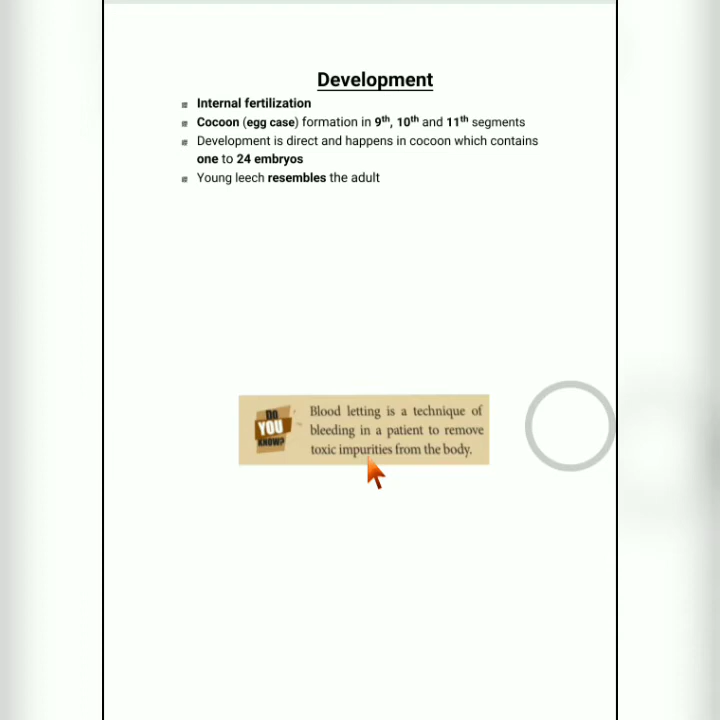 Development
Internal fertilization
Cocoon (egg case) formation in 9th, 10th and 11th segments
Development is direct and happens in cocoon which contains
one to 24 embryos
Young leech resembles the adult
DO
YOU
KNOW?
Blood letting is a technique of
bleeding in a patient to remove
toxic impurities from the body.